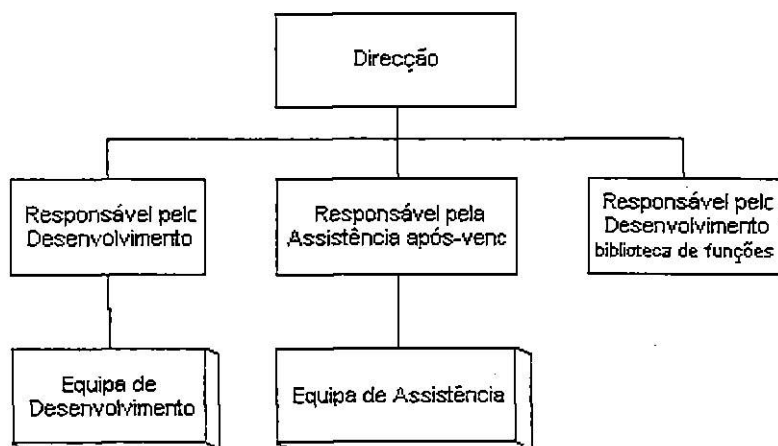 Direcção
Responsável pelc
Desenvolvimento
Responsável pela
Assistência após-venc
Responsável pelc
Desenvolvimento
biblioteca de funções
Equipa de
Desenvolvimento
Equipa de Assistência